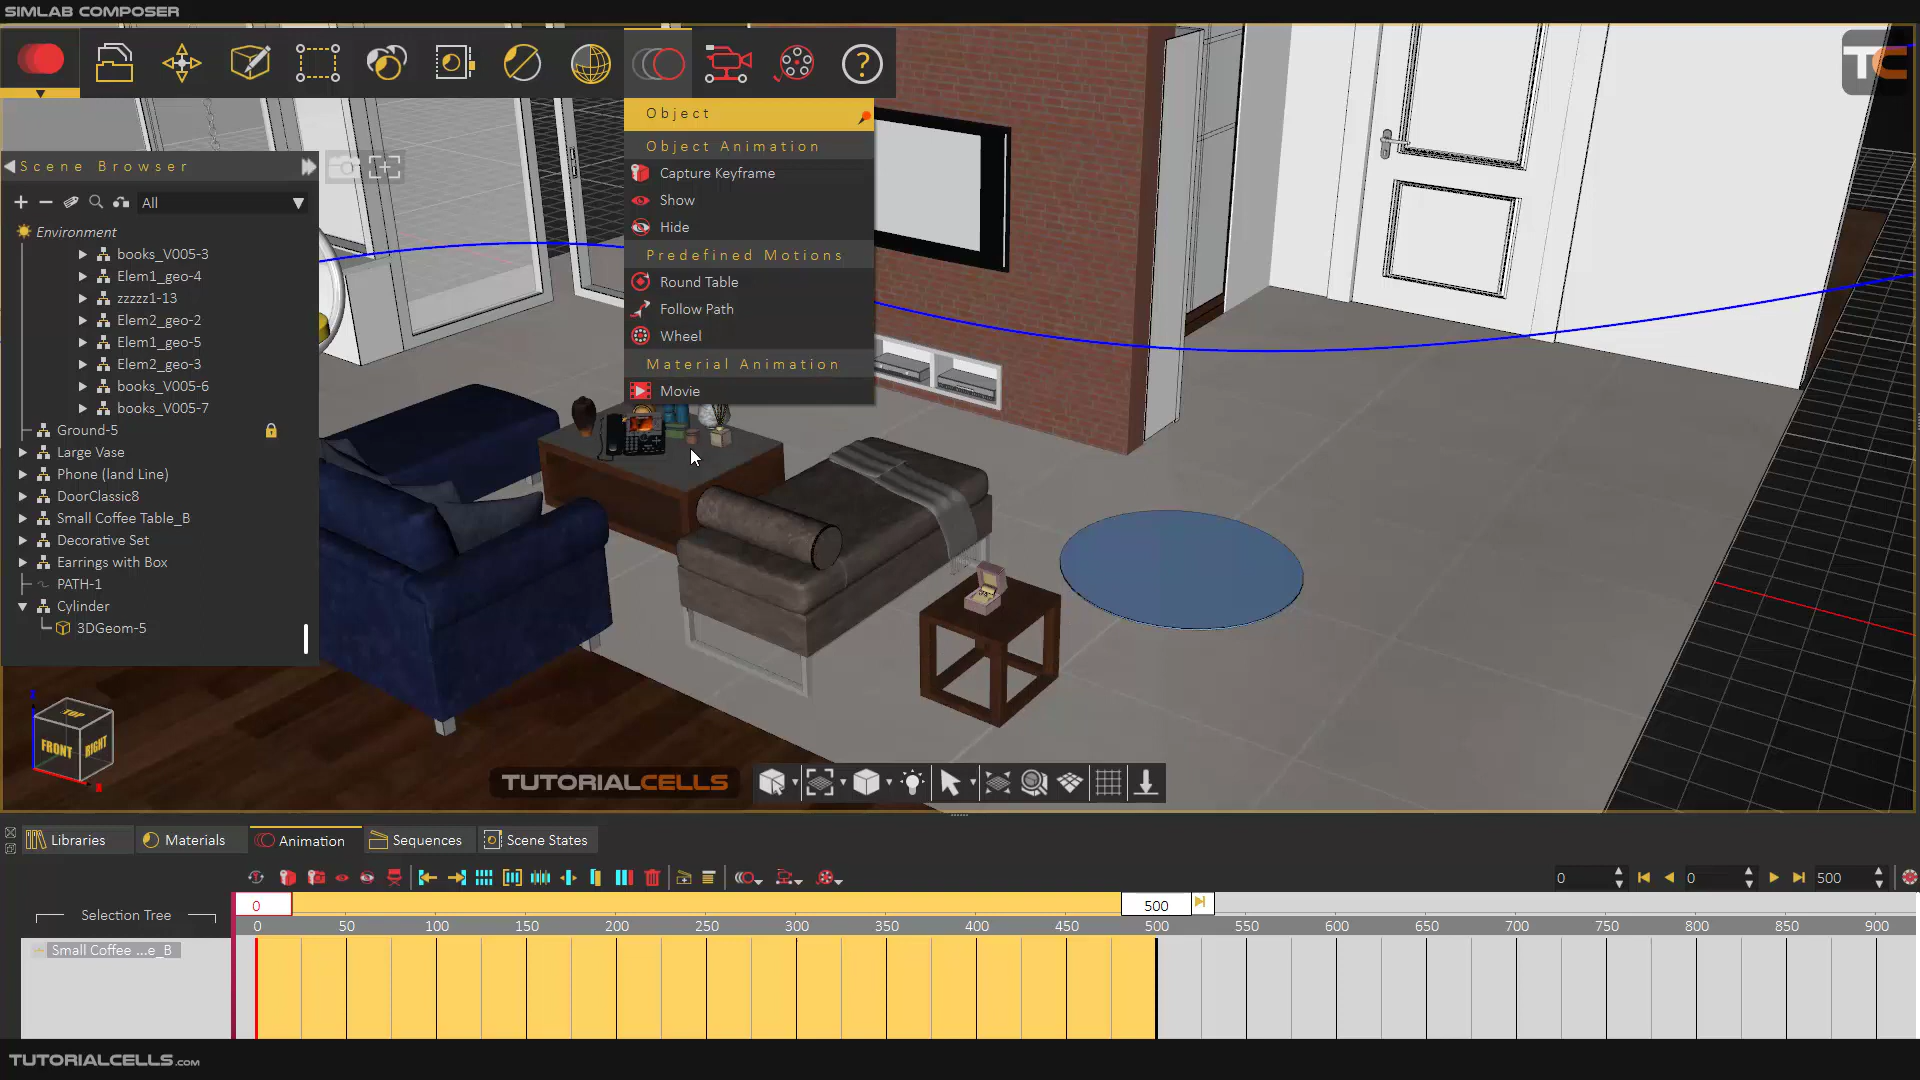 SIMLAB COMPOSER
TC
Object
Object Animation
Capture Keyframe
Show
Hide
Predefined Motions
Round Table
Follow Path
Wheel
Material Animation
Movie
Scene Browser
All
Environment
books_V005-3
Elem1_geo-4
zzzzz1-13
Elem2_geo-2
Elem1_geo-5
Elem2_geo-3
books_V005-6
books_V005-7
Ground-5
Large Vase
Phone (land Line)
DoorClassic8
Small Coffee Table_B
Decorative Set
Earrings with Box
PATH-1
Cylinder
3DGeom-5
TOP
FRONT RIGHT
TUTORIALCELLS
Libraries Materials Animation Sequences Scene States
0 0 500
Selection Tree
0 500
0 50 100 150 200 250 300 350 400 450 500 550 600 650 700 750 800 850 900
Small Coffee ...e_B
TUTORIALCELLS.com